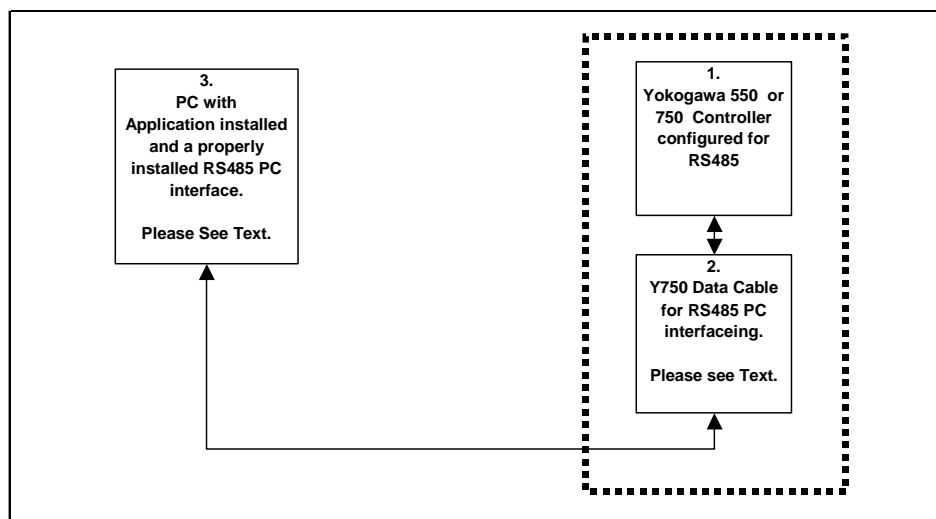 3.
PC with
Application installed
and a properly
installed RS485 PC
interface.
Please See Text.
1.
Yokogawa 550 or
750 Controller
configured for
RS485
2.
Y750 Data Cable
for RS485 PC
interfaceing.
Please see Text.